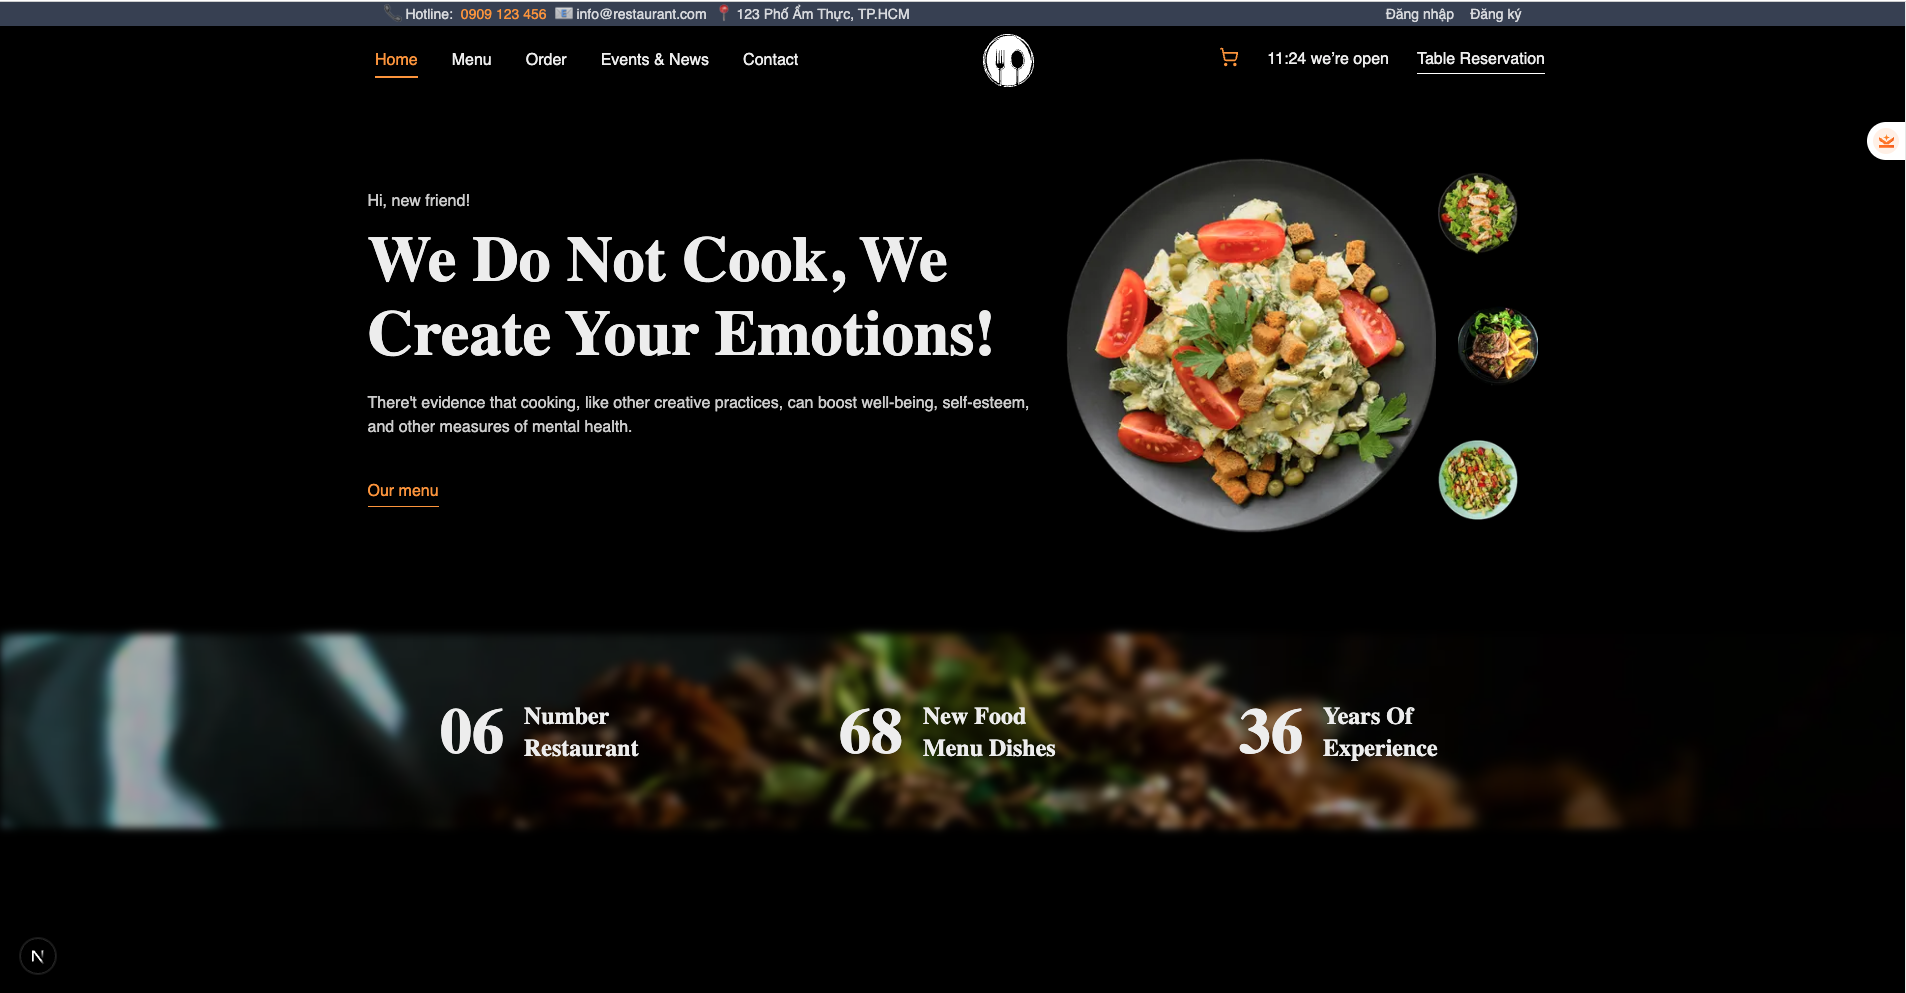 Hotline: 0909 123 456 info@restaurant.com 123 Phố Ẩm Thực, TP.HCM Đăng nhập Đăng ký
Home Menu Order Events & News Contact 11:24 we’re open Table Reservation
Hi, new friend!
We Do Not Cook, We
Create Your Emotions!
There's evidence that cooking, like other creative practices, can boost well-being, self-esteem,
and other measures of mental health.
Our menu
06 Number
Restaurant
68 New Food
Menu Dishes
36 Years Of
Experience
N